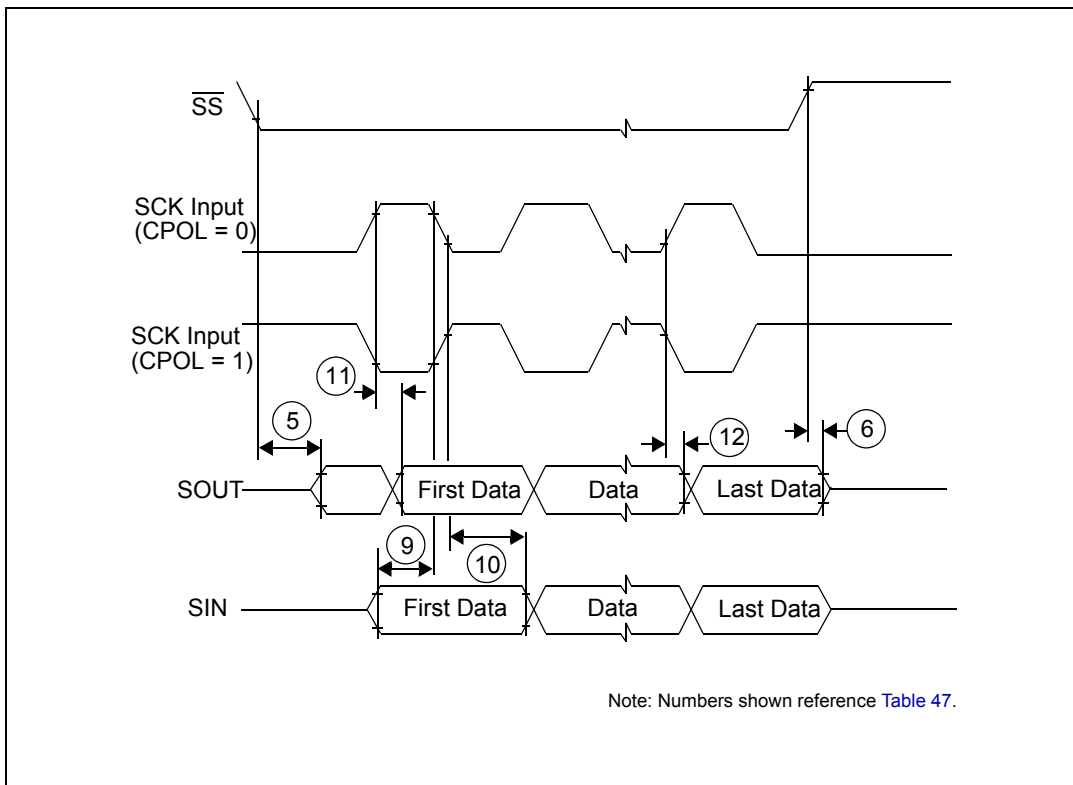 SS
SCK Input
(CPOL = 0)
SCK Input
(CPOL = 1)
11
5
12
6
SOUT
First Data
Data
Last Data
9
10
SIN
First Data
Data
Last Data
Note: Numbers shown reference Table 47.